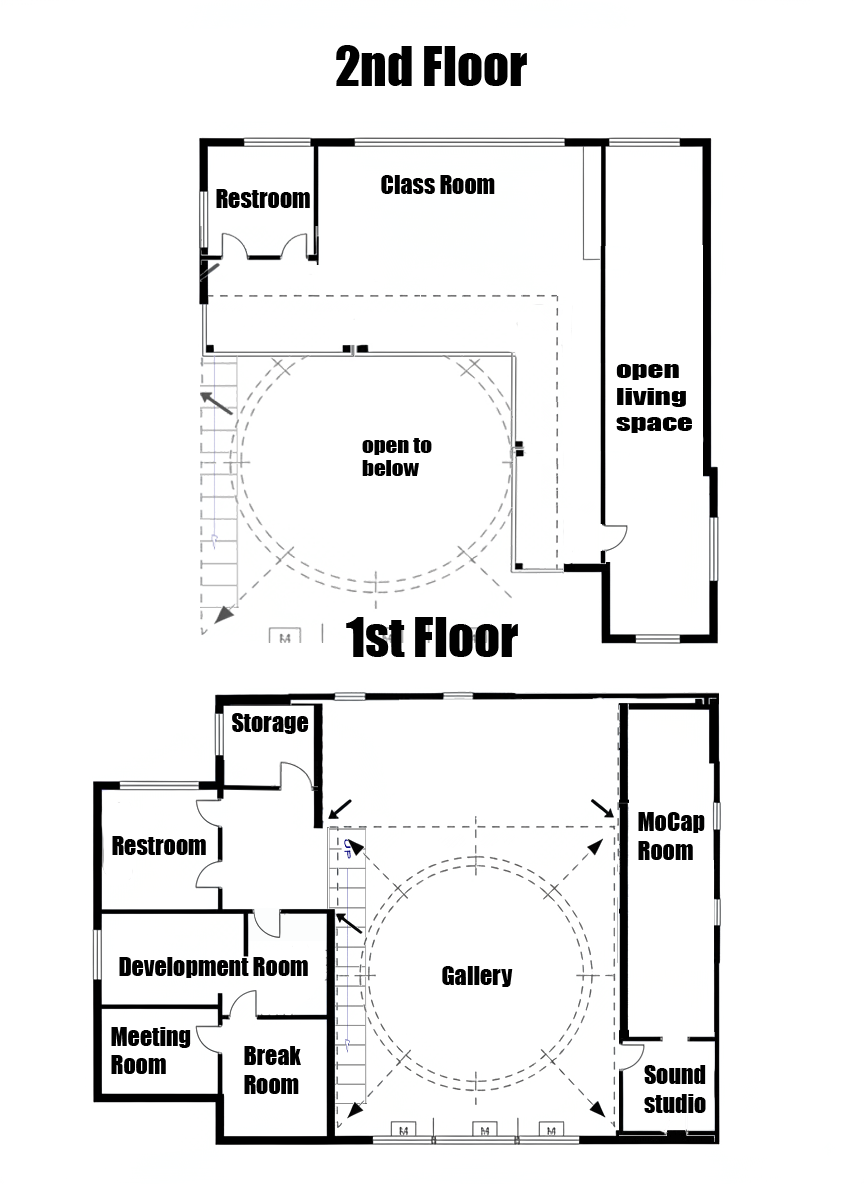 2nd Floor
Restroom
Class Room
open
living
space
open to
below
M
1st Floor
Storage
Restroom
UP
MoCap
Room
Development Room
Gallery
Meeting
Room
Break
Room
Sound
studio
M
M
M